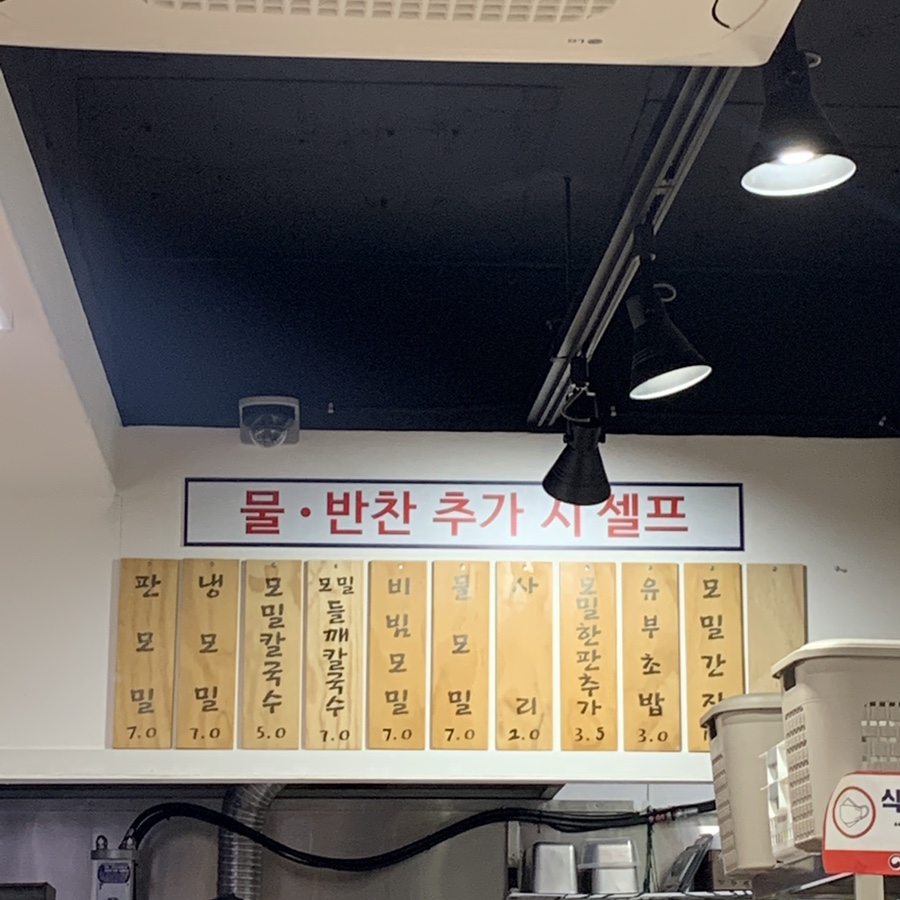 물·반찬 추가 시 셀프
판모밀 7.0
냉모밀 7.0
모밀칼국수 5.0
모밀들깨칼국수 7.0
비빔모밀 7.0
물모밀 7.0
사리 2.0
모밀한판추가 3.5
유부초밥 3.0
모밀간장